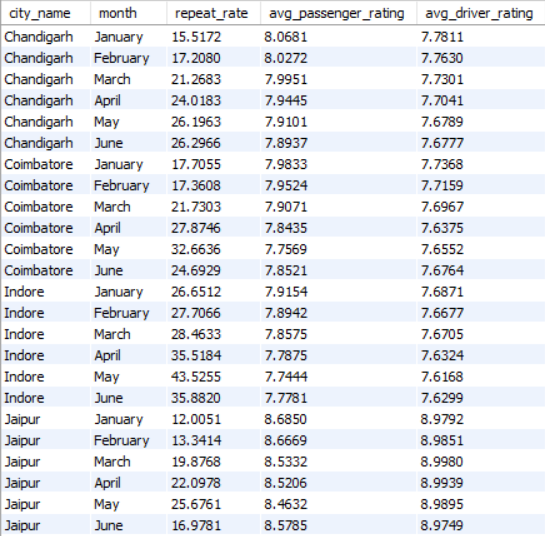 city_name month repeat_rate avg_passenger_rating avg_driver_rating
Chandigarh January 15.5172 8.0681 7.7811
Chandigarh February 17.2080 8.0272 7.7630
Chandigarh March 21.2683 7.9951 7.7301
Chandigarh April 24.0183 7.9445 7.7041
Chandigarh May 26.1963 7.9101 7.6789
Chandigarh June 26.2966 7.8937 7.6777
Coimbatore January 17.7055 7.9833 7.7368
Coimbatore February 17.3608 7.9524 7.7159
Coimbatore March 21.7303 7.9071 7.6967
Coimbatore April 27.8746 7.8435 7.6375
Coimbatore May 32.6636 7.7569 7.6552
Coimbatore June 24.6929 7.8521 7.6764
Indore January 26.6512 7.9154 7.6871
Indore February 27.7066 7.8942 7.6677
Indore March 28.4633 7.8575 7.6705
Indore April 35.5184 7.7875 7.6324
Indore May 43.5255 7.7444 7.6168
Indore June 35.8820 7.7781 7.6299
Jaipur January 12.0051 8.6850 8.9792
Jaipur February 13.3414 8.6669 8.9851
Jaipur March 19.8768 8.5332 8.9980
Jaipur April 22.0978 8.5206 8.9939
Jaipur May 25.6761 8.4632 8.9895
Jaipur June 16.9781 8.5785 8.9749